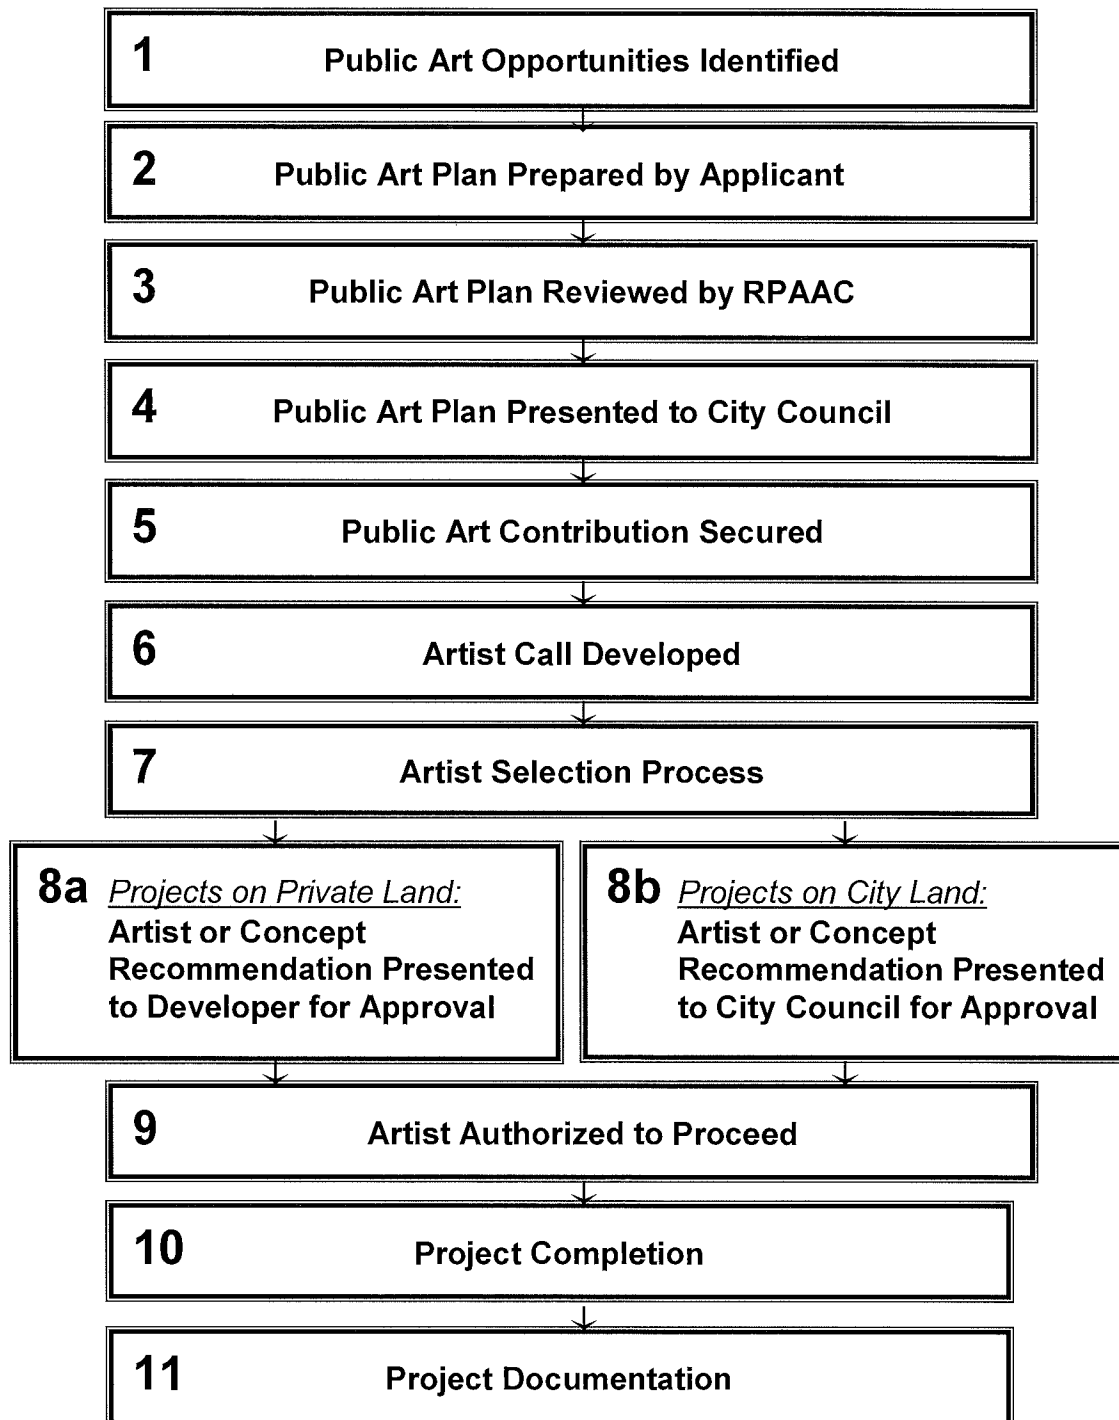 1 Public Art Opportunities Identified
2 Public Art Plan Prepared by Applicant
3 Public Art Plan Reviewed by RPAAC
4 Public Art Plan Presented to City Council
5 Public Art Contribution Secured
6 Artist Call Developed
7 Artist Selection Process
8a Projects on Private Land:
Artist or Concept
Recommendation Presented
to Developer for Approval
8b Projects on City Land:
Artist or Concept
Recommendation Presented
to City Council for Approval
9 Artist Authorized to Proceed
10 Project Completion
11 Project Documentation